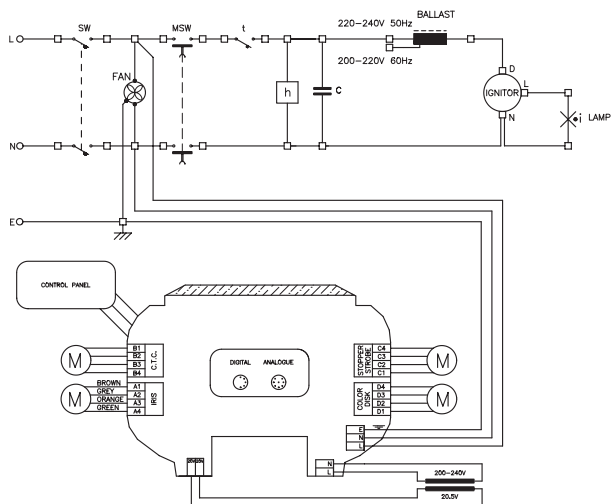 220-240V 50Hz
BALLAST
SW
MSW
t
L
200-220V 60Hz
D
FAN
h
C
IGNITOR
L
i
LAMP
N
N
E
CONTROL PANEL
B1
B2
B3
B4
C.T.C.
DIGITAL
ANALOGUE
STOPPER
STROBE
C4
C3
C2
C1
M
M
BROWN
GREY
ORANGE
GREEN
A1
A2
A3
A4
IRIS
M
COLOR
DISK
D4
D3
D2
D1
M
E
N
L
N
L
200-240V
20.5V